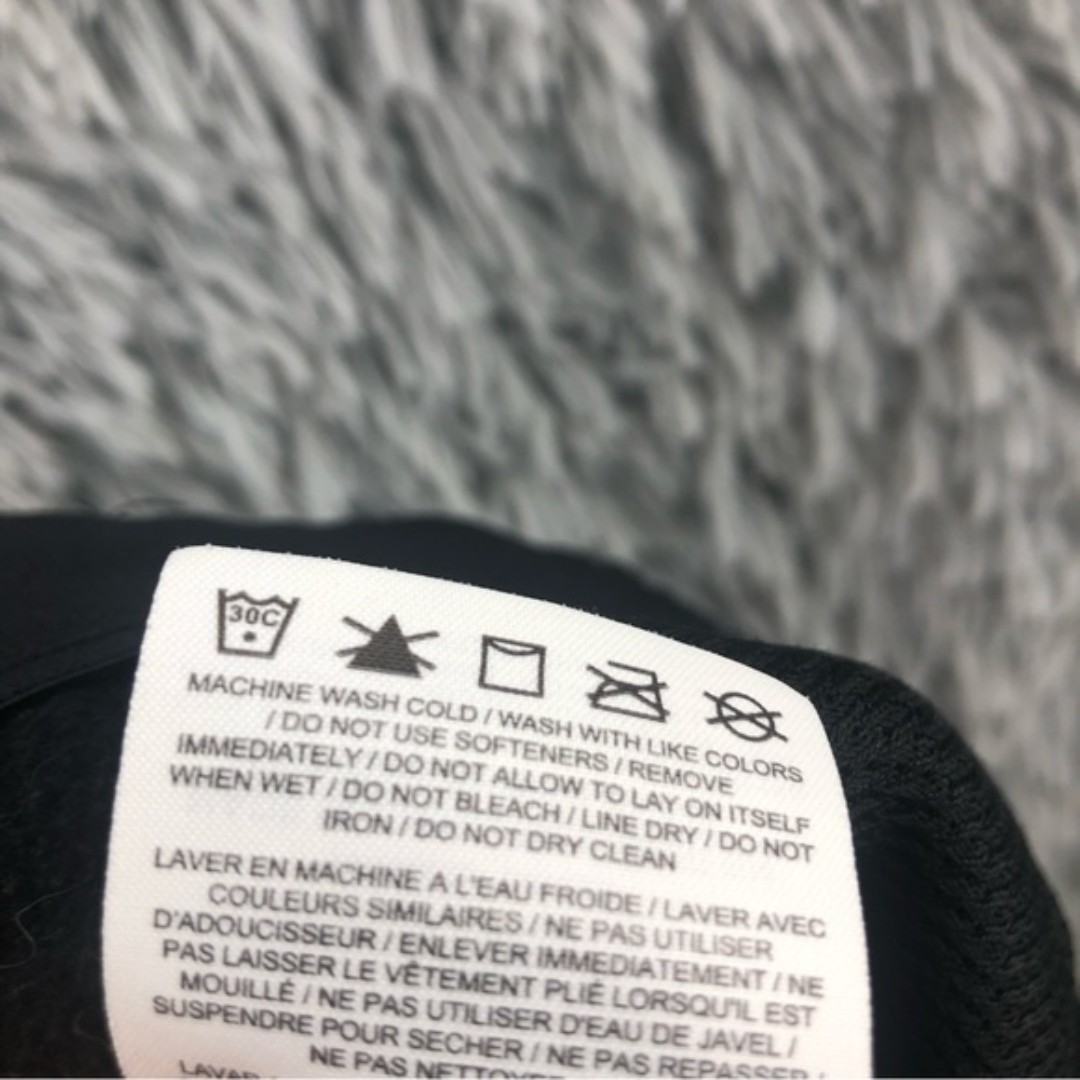 30C
MACHINE WASH COLD / WASH WITH LIKE COLORS
/ DO NOT USE SOFTENERS / REMOVE
IMMEDIATELY / DO NOT ALLOW TO LAY ON ITSELF
WHEN WET / DO NOT BLEACH / LINE DRY / DO NOT
IRON / DO NOT DRY CLEAN
LAVER EN MACHINE A L'EAU FROIDE / LAVER AVEC
COULEURS SIMILAIRES / NE PAS UTILISER
D'ADOUCISSEUR / ENLEVER IMMEDIATEMENT / NE
PAS LAISSER LE VÊTEMENT PLIÉ LORSQU'IL EST
MOUILLÉ / NE PAS UTILISER D'EAU DE JAVEL /
SUSPENDRE POUR SECHER / NE PAS REPASSER /
NE PAS